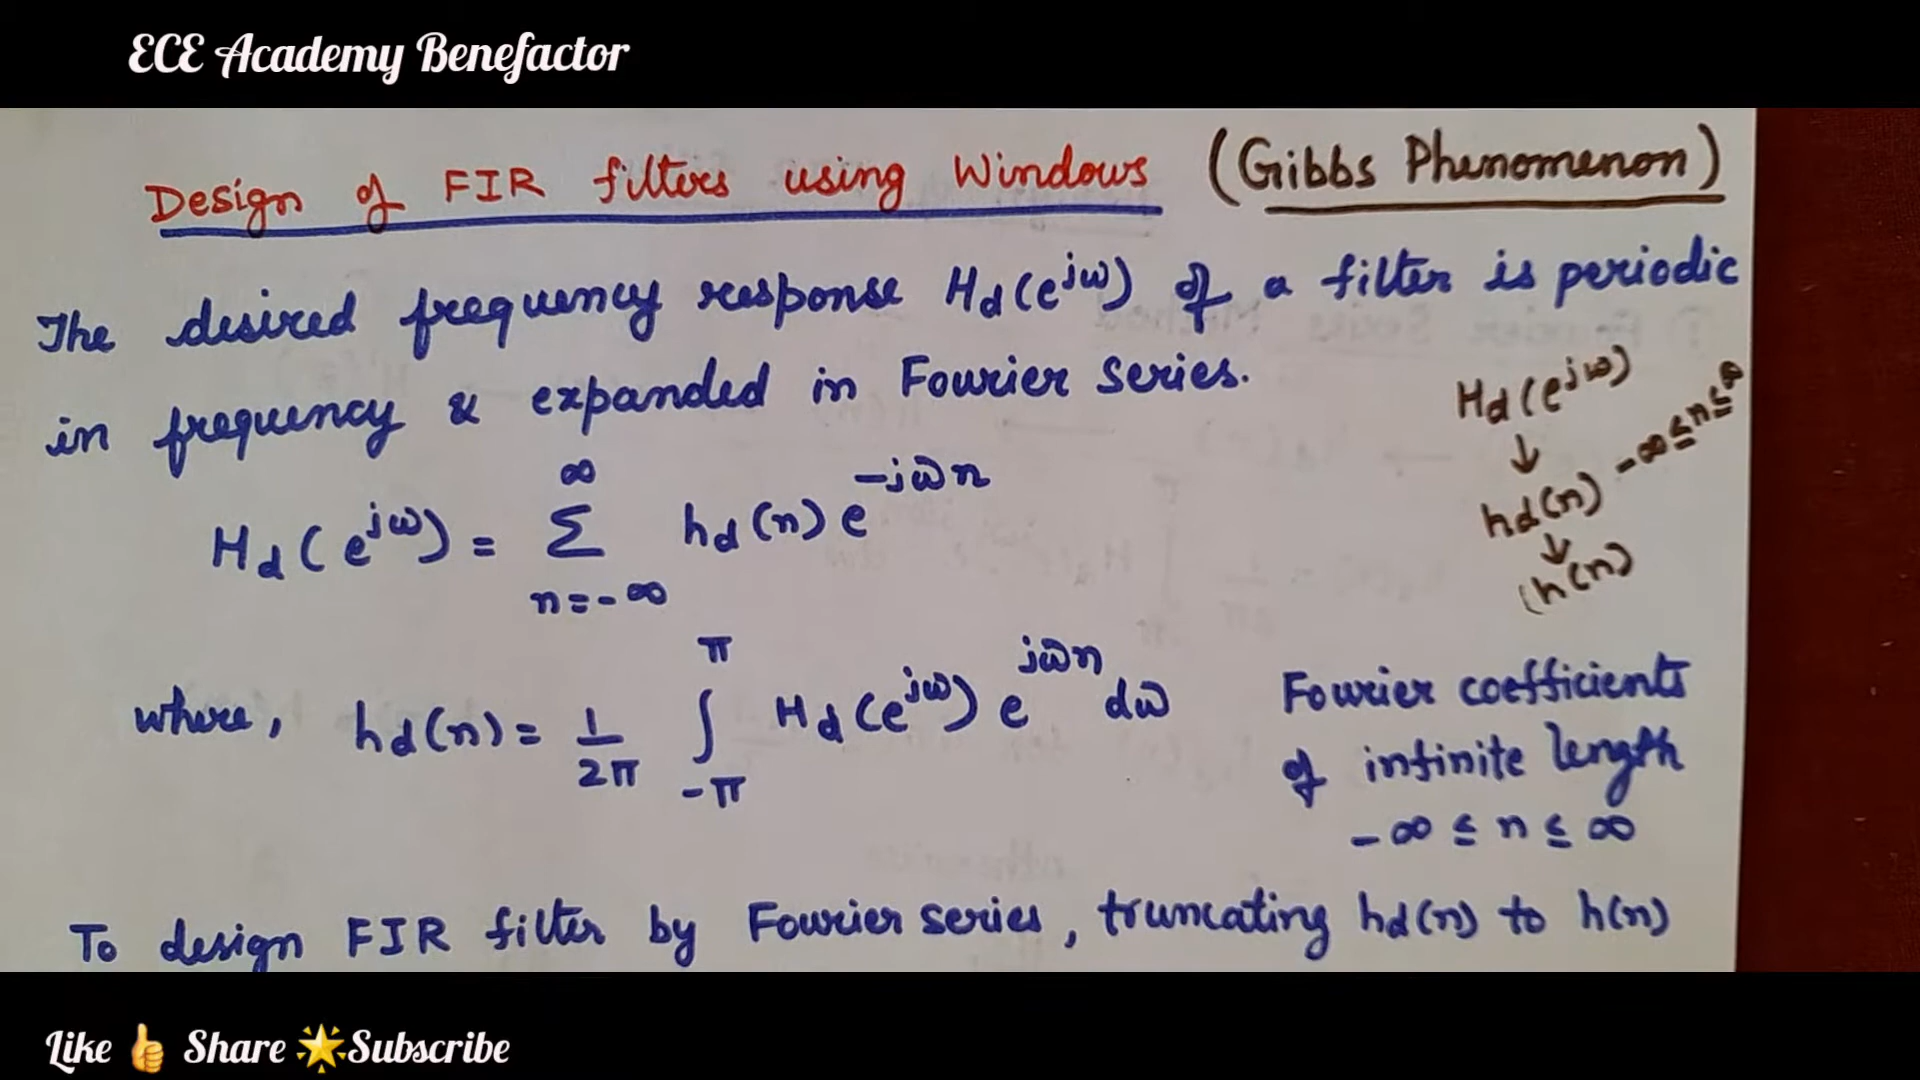 ECE Academy Benefactor
Design of FIR filters using Windows (Gibbs Phenomenon)
The desired frequency response Hd(e^jω) of a filter is periodic
in frequency & expanded in Fourier series.
Hd(e^jω) = ∑_{n=-∞}^{∞} hd(n) e^{-jωn}
Hd(e^jω)
↓
hd(n) -∞≤n≤∞
↓
(h(n)
where, hd(n) = 1/2π ∫_{-π}^{π} Hd(e^jω) e^{jωn} dω
Fourier coefficients
of infinite length
-∞ ≤ n ≤ ∞
To design FIR filter by Fourier series, truncating hd(n) to h(n)
Like 👍 Share 🌟Subscribe